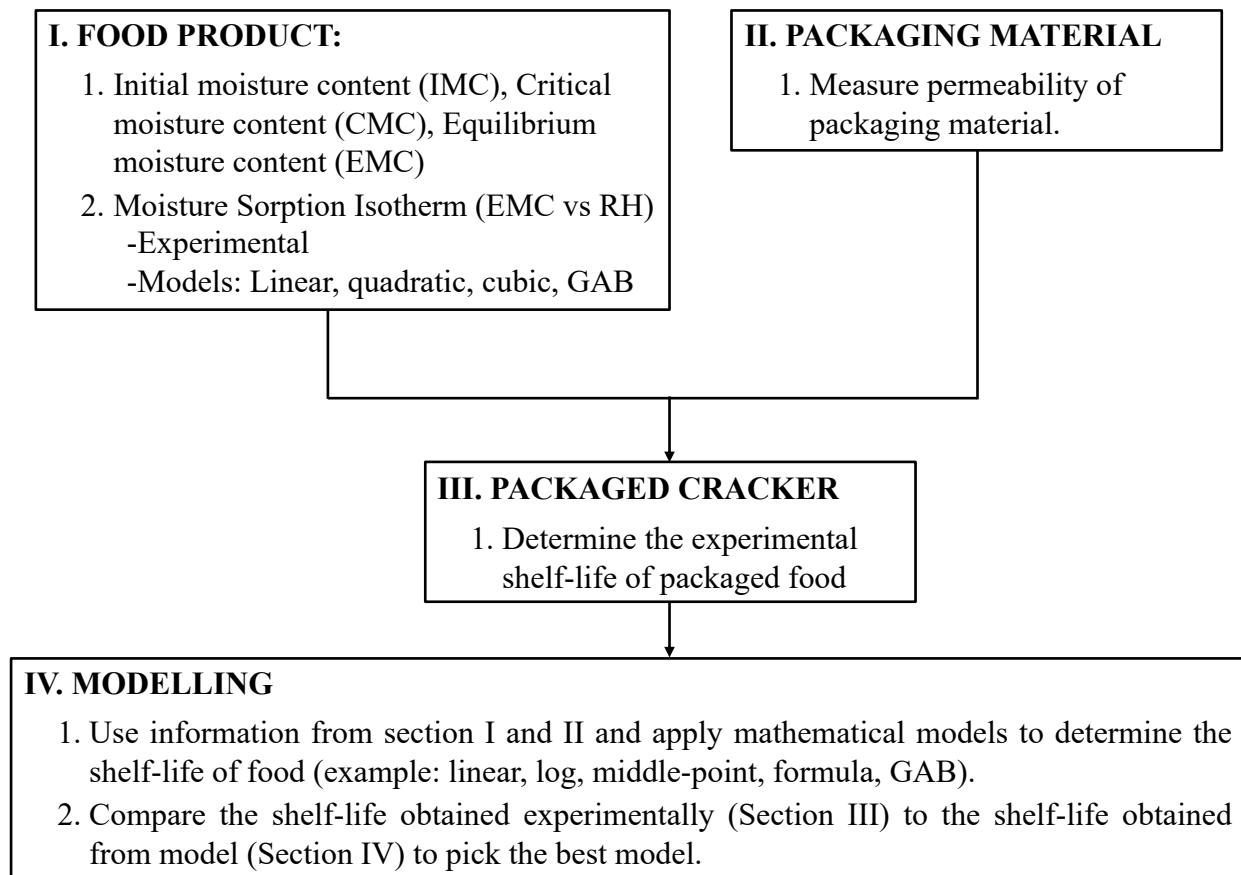 I. FOOD PRODUCT:
1. Initial moisture content (IMC), Critical
moisture content (CMC), Equilibrium
moisture content (EMC)
2. Moisture Sorption Isotherm (EMC vs RH)
-Experimental
-Models: Linear, quadratic, cubic, GAB
II. PACKAGING MATERIAL
1. Measure permeability of
packaging material.
III. PACKAGED CRACKER
1. Determine the experimental
shelf-life of packaged food
IV. MODELLING
1. Use information from section I and II and apply mathematical models to determine the
shelf-life of food (example: linear, log, middle-point, formula, GAB).
2. Compare the shelf-life obtained experimentally (Section III) to the shelf-life obtained
from model (Section IV) to pick the best model.